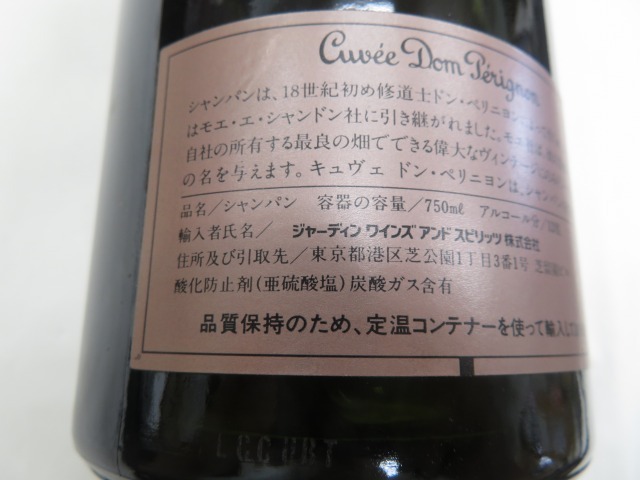 Cuvée Dom Pérignon
シャンパンは、18世紀初め修道士ドン・ペリニヨン
はモエ・エ・シャンドン社に引き継がれました。モエ社は、
自社の所有する最良の畑でできる偉大なヴィンテージ
の名を与えます。キュヴェ ドン・ペリニヨンは、シャンパン
品名/シャンパン 容器の容量/750ml アルコール分/
輸入者氏名/ ジャーディン ワインズ アンド スピリッツ 株式会社
住所及び引取先/東京都港区芝公園1丁目3番1号
酸化防止剤(亜硫酸塩)炭酸ガス含有
品質保持のため、定温コンテナーを使って輸入して